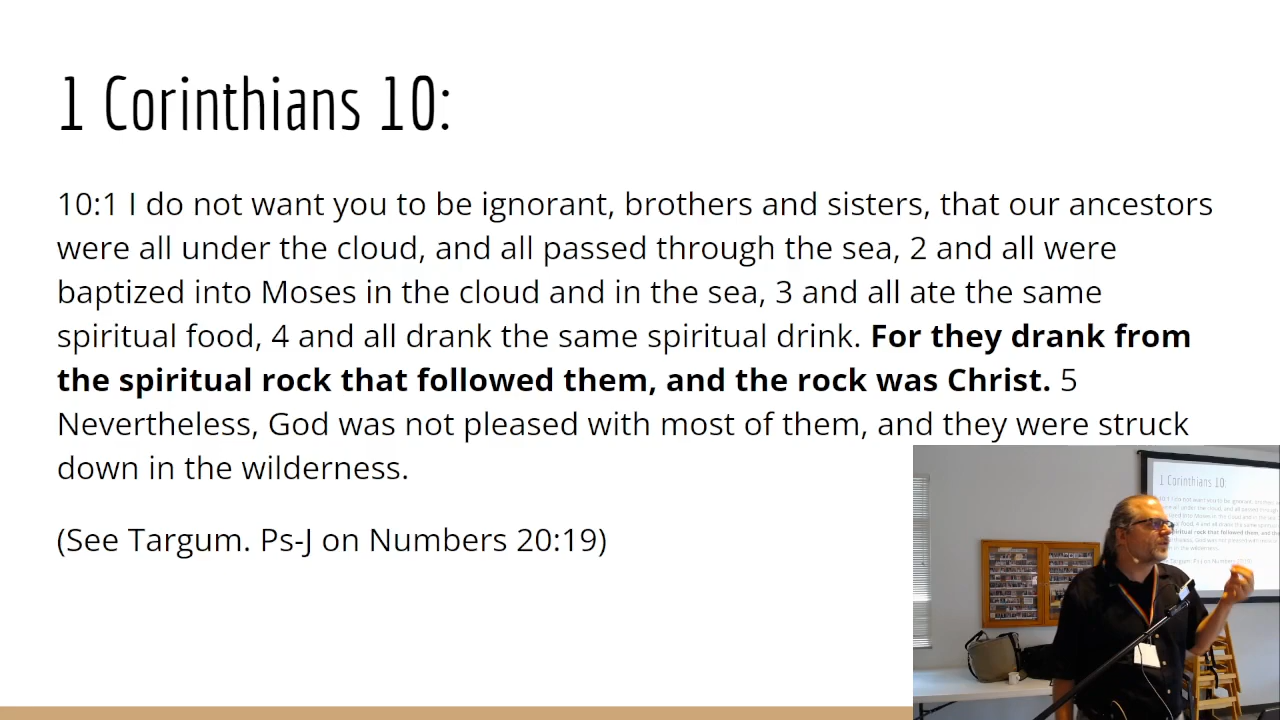 1 Corinthians 10:
10:1 I do not want you to be ignorant, brothers and sisters, that our ancestors
were all under the cloud, and all passed through the sea, 2 and all were
baptized into Moses in the cloud and in the sea, 3 and all ate the same
spiritual food, 4 and all drank the same spiritual drink. For they drank from
the spiritual rock that followed them, and the rock was Christ. 5
Nevertheless, God was not pleased with most of them, and they were struck
down in the wilderness.
(See Targum. Ps-J on Numbers 20:19)
1 Corinthians 10: